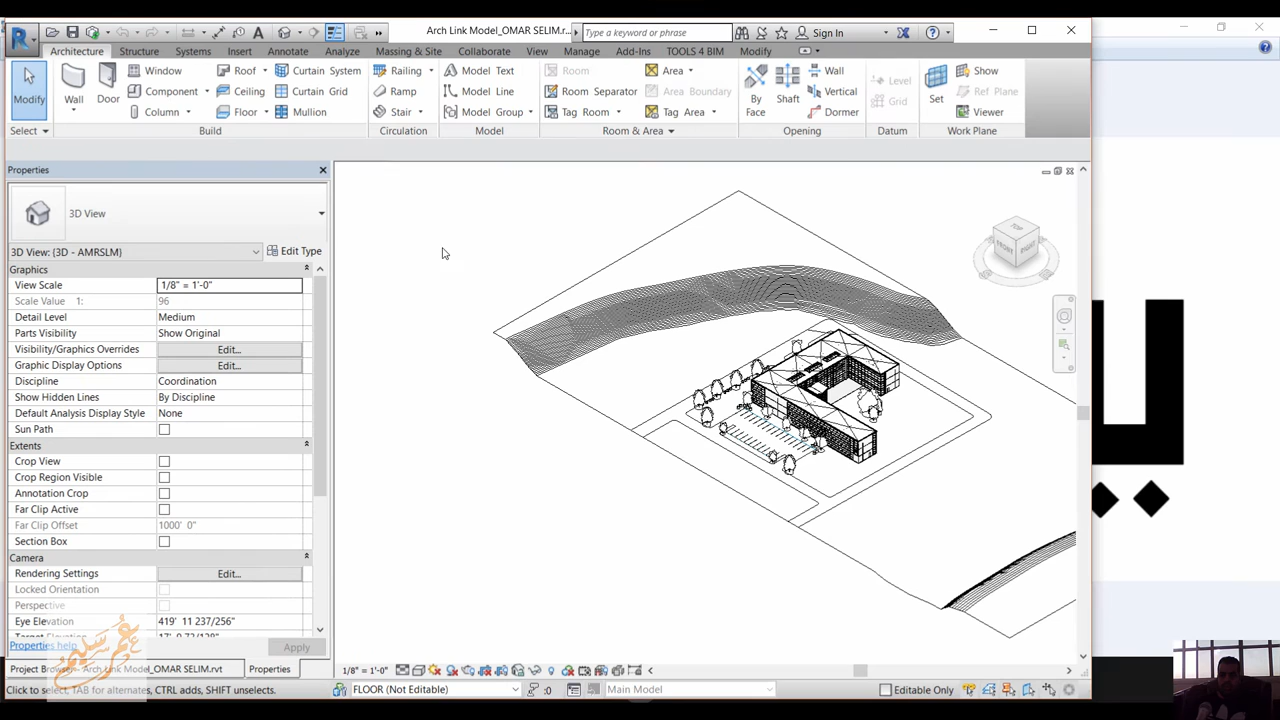 Arch Link Model_OMAR SELIM.r...
Type a keyword or phrase
Sign In
Architecture Structure Systems Insert Annotate Analyze Massing & Site Collaborate View Manage Add-Ins TOOLS 4 BIM Modify
Window Roof Curtain System Railing Model Text Room Area Wall Show
Modify Wall Door Component Ceiling Curtain Grid Ramp Model Line Room Separator Area Boundary By Face Shaft Vertical Level Grid Set Ref Plane
Column Floor Mullion Stair Model Group Tag Room Tag Area Dormer Viewer
Select Build Circulation Model Room & Area Opening Datum Work Plane
Properties
3D View
3D View: (3D - AMRSLM) Edit Type
Graphics
View Scale 1/8" = 1'-0"
Scale Value 1: 96
Detail Level Medium
Parts Visibility Show Original
Visibility/Graphics Overrides Edit...
Graphic Display Options Edit...
Discipline Coordination
Show Hidden Lines By Discipline
Default Analysis Display Style None
Sun Path
Extents
Crop View
Crop Region Visible
Annotation Crop
Far Clip Active
Far Clip Offset 1000' 0"
Section Box
Camera
Rendering Settings Edit...
Locked Orientation
Perspective
Eye Elevation 419' 11 237/256"
Properties help Apply
Arch Link Model_OMAR SELIM.rvt Properties
TOP
FRONT RIGHT
1/8" = 1'-0"
Click to select, TAB for alternates, CTRL adds, SHIFT unselects.
FLOOR (Not Editable) :0 Main Model Editable Only
عمر سليم